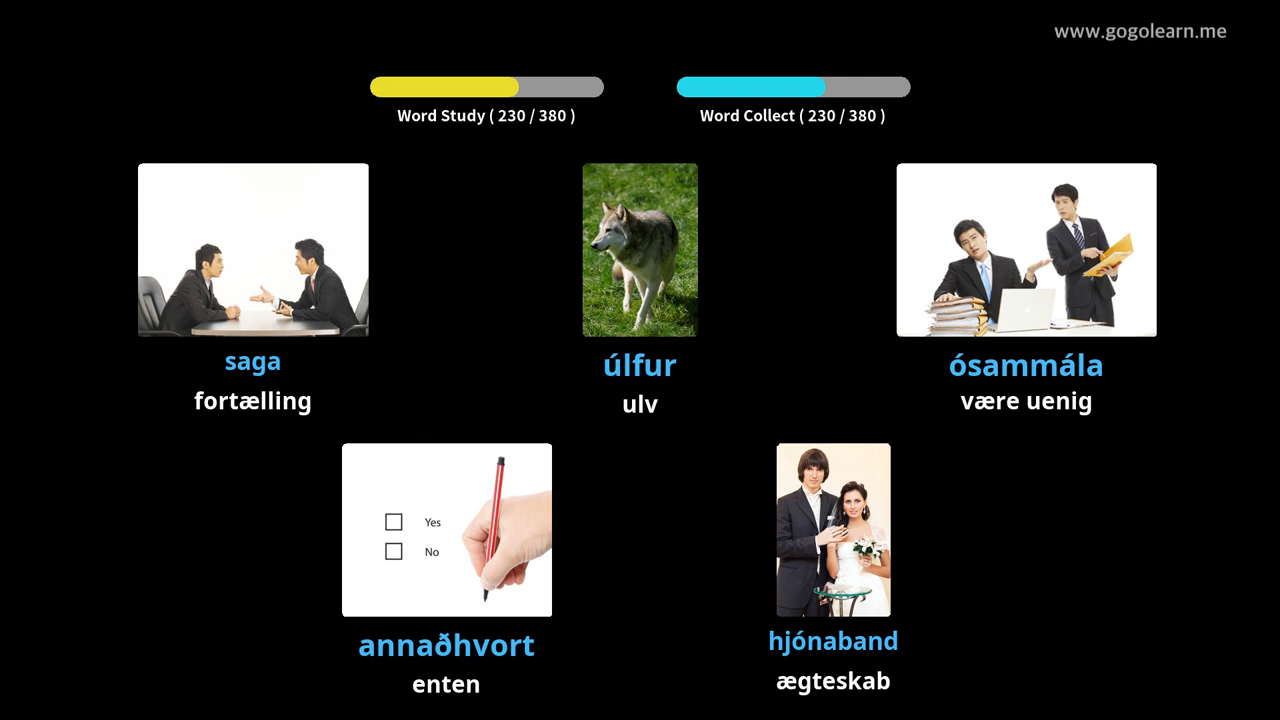 www.gogolearn.me
Word Study ( 230 / 380 )
Word Collect ( 230 / 380 )
saga
fortælling
úlfur
ulv
ósammála
være uenig
Yes
No
annaðhvort
enten
hjónaband
ægteskab